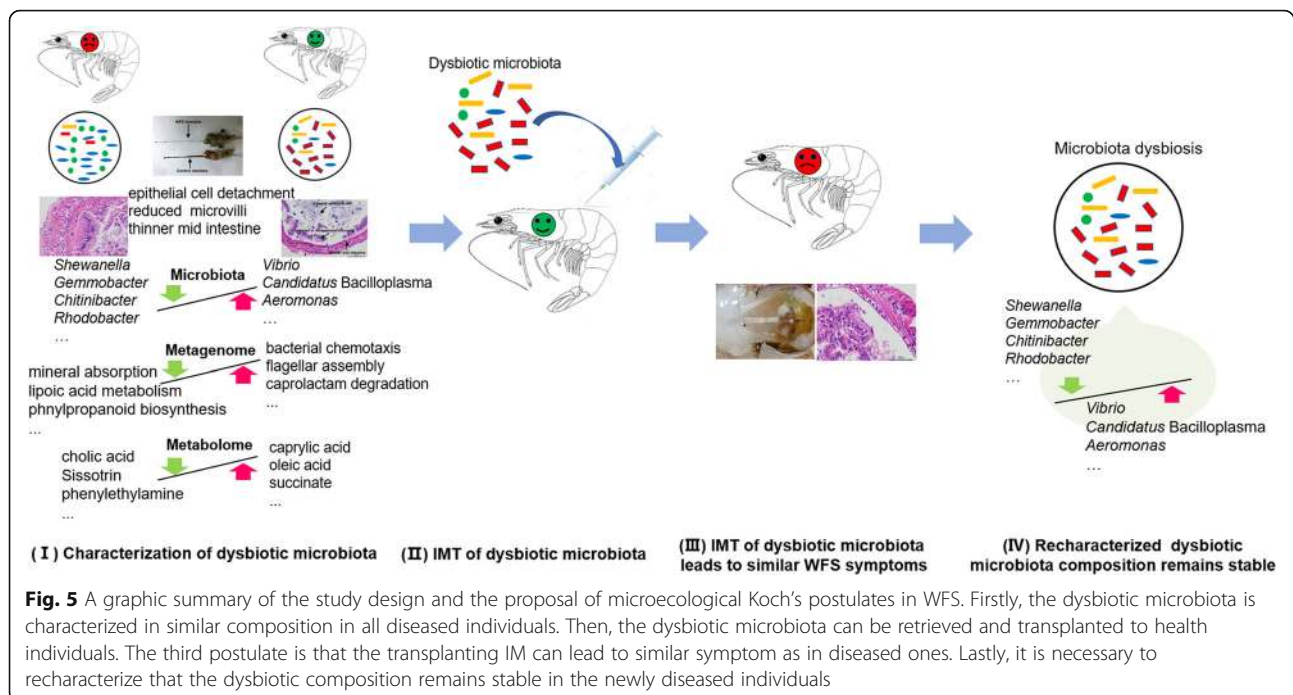 Dysbiotic microbiota
Microbiota dysbiosis
epithelial cell detachment
reduced microvilli
thinner mid intestine
Shewanella
Gemmobacter
Chitinibacter
Rhodobacter
...
Microbiota
Vibrio
Candidatus Bacilloplasma
Aeromonas
...
Metagenome
mineral absorption
lipoic acid metabolism
phnylpropanoid biosynthesis
...
bacterial chemotaxis
flagellar assembly
caprolactam degradation
...
Metabolome
cholic acid
Sissotrin
phenylethylamine
...
caprylic acid
oleic acid
succinate
...
Shewanella
Gemmobacter
Chitinibacter
Rhodobacter
...
Vibrio
Candidatus Bacilloplasma
Aeromonas
...
(Ⅰ) Characterization of dysbiotic microbiota
(Ⅱ) IMT of dysbiotic microbiota
(Ⅲ) IMT of dysbiotic microbiota
leads to similar WFS symptoms
(Ⅳ) Recharacterized dysbiotic
microbiota composition remains stable
Fig. 5 A graphic summary of the study design and the proposal of microecological Koch's postulates in WFS. Firstly, the dysbiotic microbiota is
characterized in similar composition in all diseased individuals. Then, the dysbiotic microbiota can be retrieved and transplanted to health
individuals. The third postulate is that the transplanting IM can lead to similar symptom as in diseased ones. Lastly, it is necessary to
recharacterize that the dysbiotic composition remains stable in the newly diseased individuals